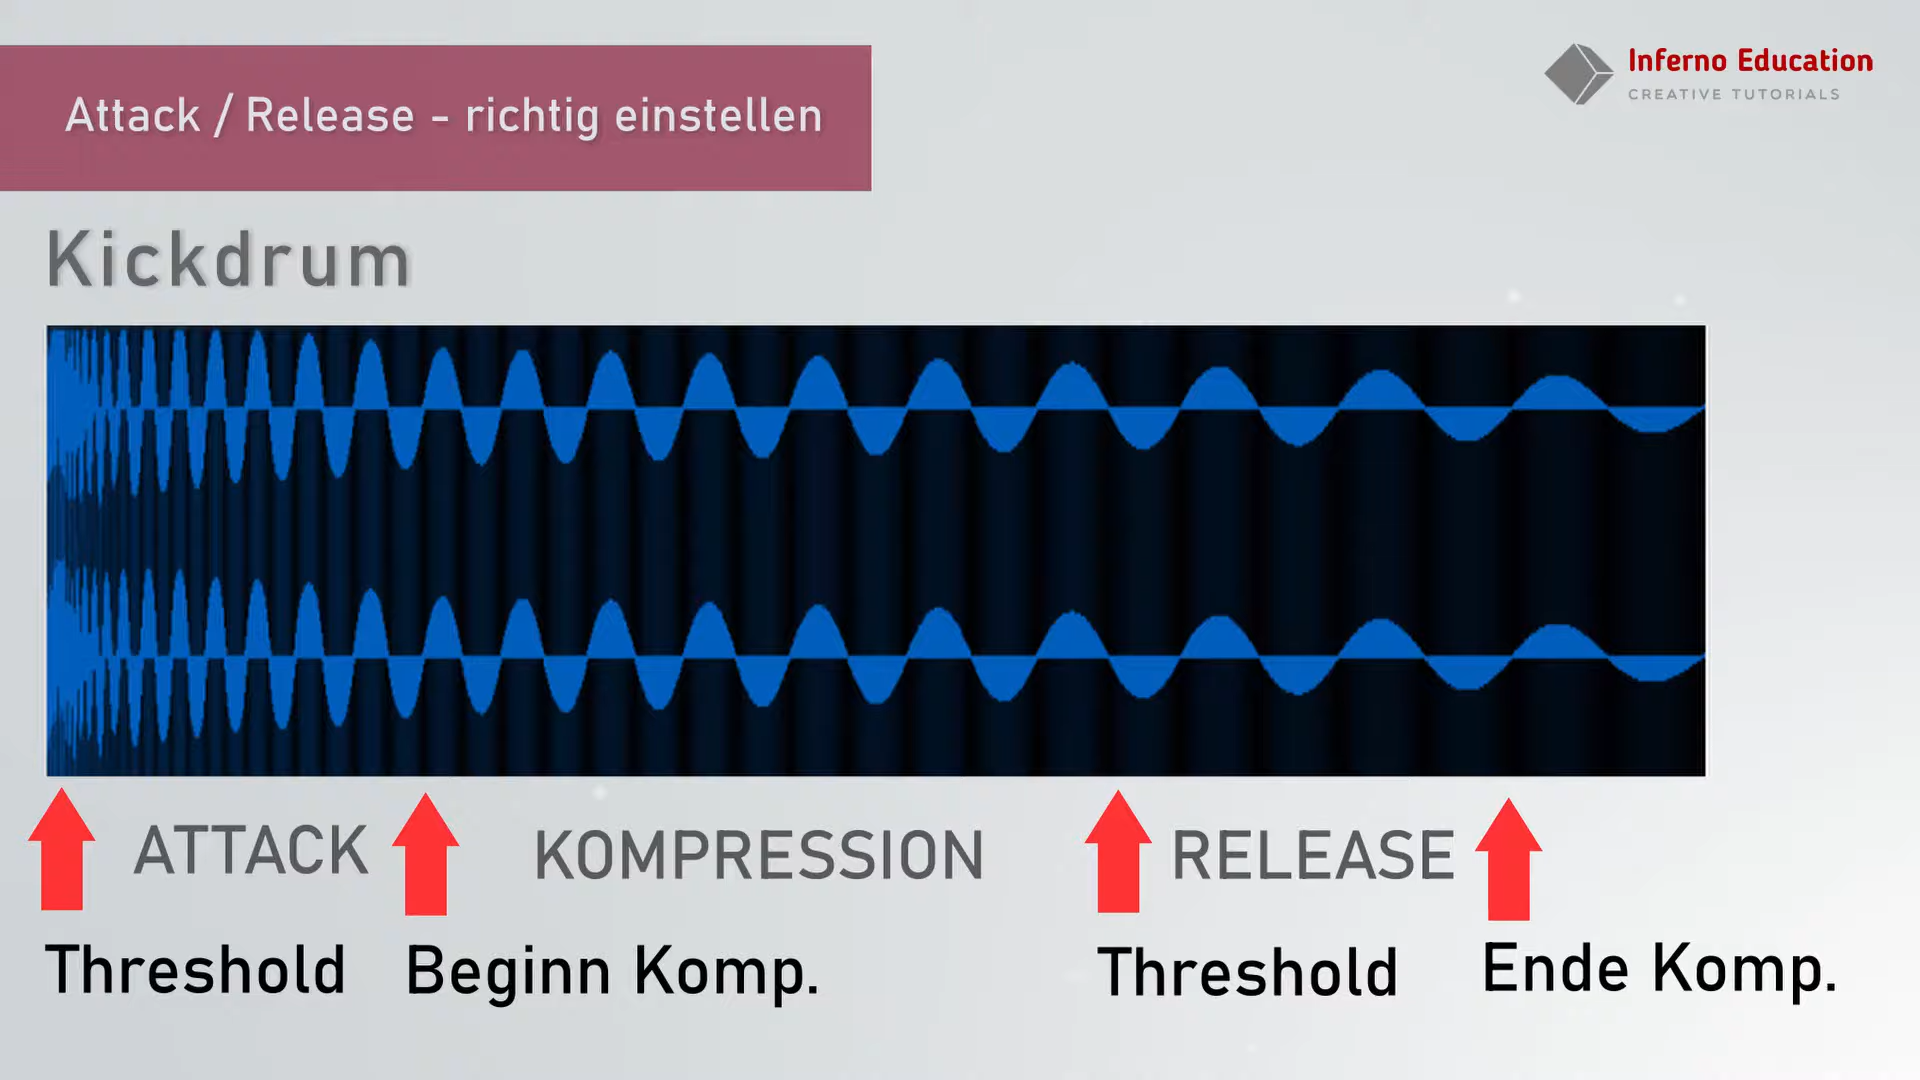 Attack / Release - richtig einstellen
Inferno Education
CREATIVE TUTORIALS
Kickdrum
ATTACK
KOMPRESSION
RELEASE
Threshold
Beginn Komp.
Threshold
Ende Komp.